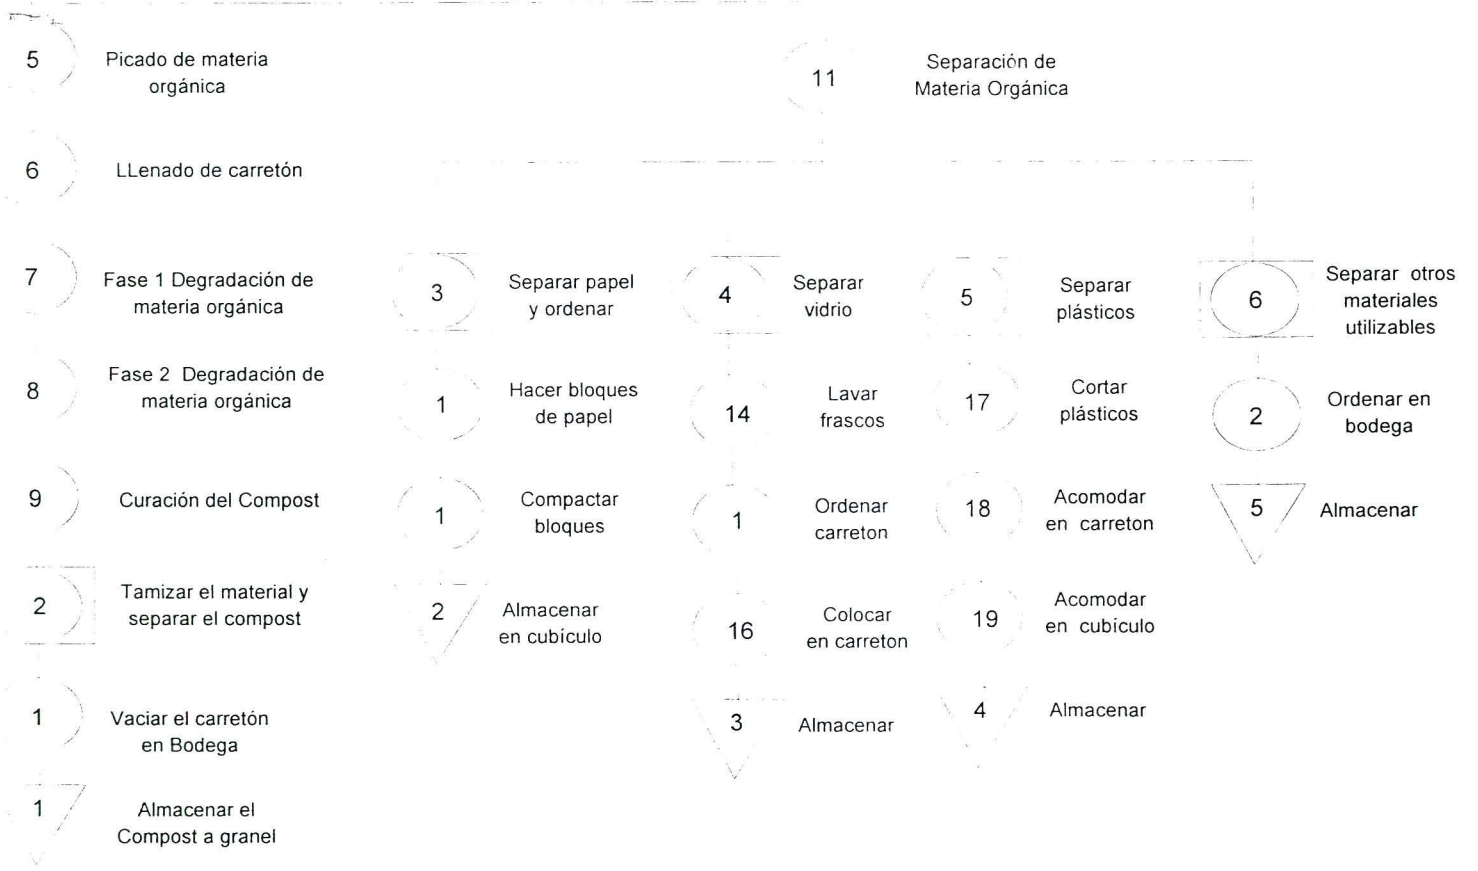 5
Picado de materia
orgánica
6
LLenado de carretón
7
Fase 1 Degradación de
materia orgánica
8
Fase 2 Degradación de
materia orgánica
9
Curación del Compost
2
Tamizar el material y
separar el compost
1
Vaciar el carretón
en Bodega
1
Almacenar el
Compost a granel
11
Separación de
Materia Orgánica
3
Separar papel
y ordenar
1
Hacer bloques
de papel
1
Compactar
bloques
2
Almacenar
en cubículo
4
Separar
vidrio
14
Lavar
frascos
1
Ordenar
carreton
16
Colocar
en carreton
3
Almacenar
5
Separar
plásticos
17
Cortar
plásticos
18
Acomodar
en carreton
19
Acomodar
en cubiculo
4
Almacenar
6
Separar otros
materiales
utilizables
2
Ordenar en
bodega
5
Almacenar